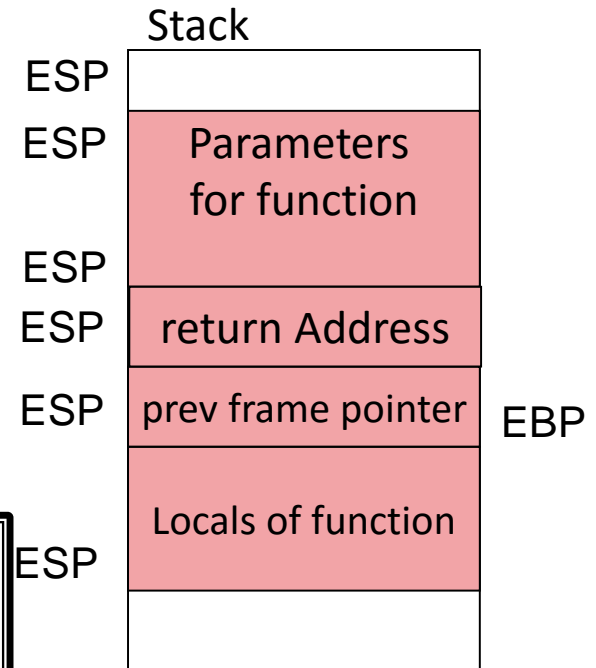 Stack
ESP
ESP
Parameters
for function
ESP
ESP
return Address
ESP
prev frame pointer
EBP
Locals of function
ESP